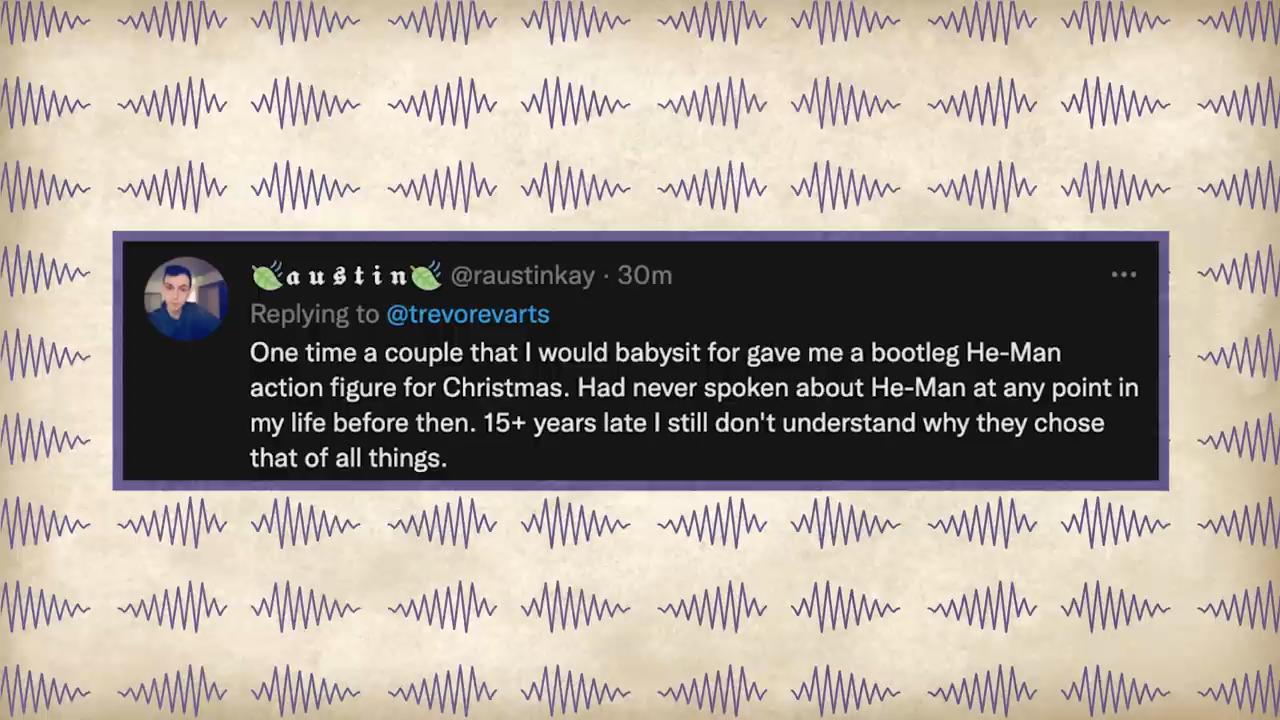 🍃𝖆 𝖚 𝖘 𝖙 𝖎 𝖓🍃 @raustinkay · 30m
Replying to @trevorevarts
One time a couple that I would babysit for gave me a bootleg He-Man
action figure for Christmas. Had never spoken about He-Man at any point in
my life before then. 15+ years late I still don't understand why they chose
that of all things.